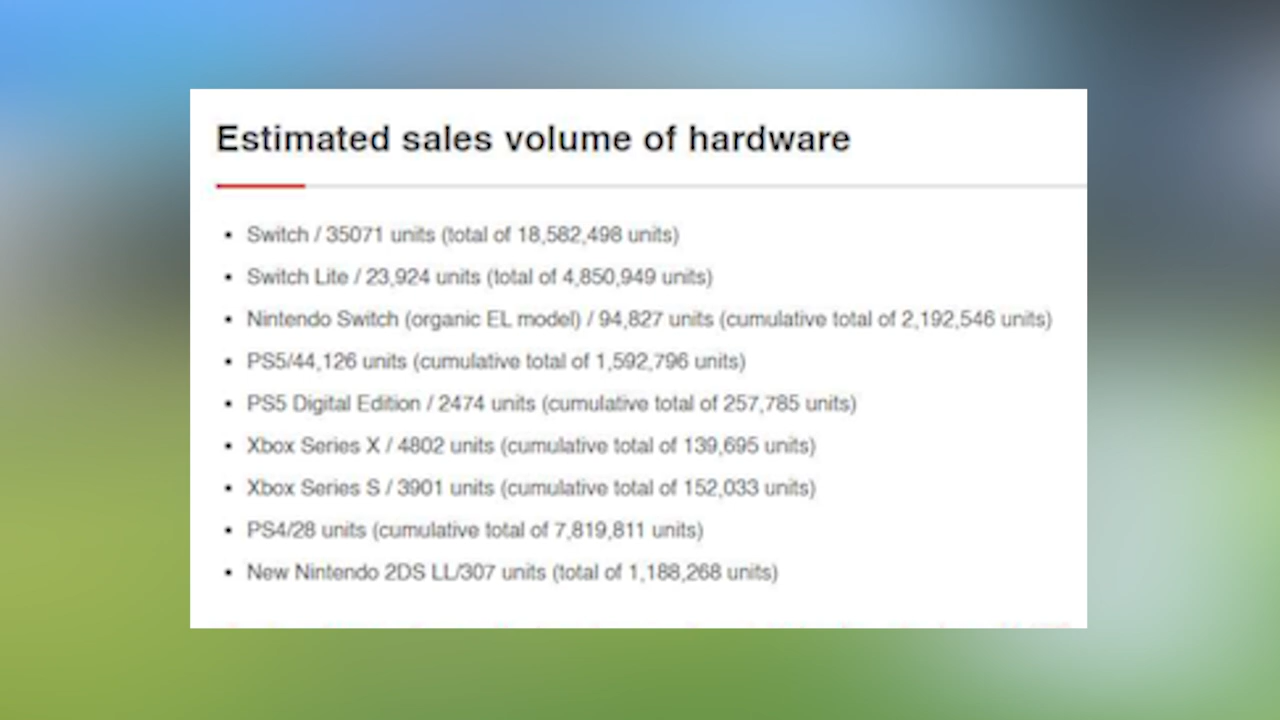 Estimated sales volume of hardware
• Switch / 35071 units (total of 18,582,498 units)
• Switch Lite / 23,924 units (total of 4,850,949 units)
• Nintendo Switch (organic EL model) / 94,827 units (cumulative total of 2,192,546 units)
• PS5/44,126 units (cumulative total of 1,592,796 units)
• PS5 Digital Edition / 2474 units (cumulative total of 257,785 units)
• Xbox Series X / 4802 units (cumulative total of 139,695 units)
• Xbox Series S / 3901 units (cumulative total of 152,033 units)
• PS4/28 units (cumulative total of 7,819,811 units)
• New Nintendo 2DS LL/307 units (total of 1,188,268 units)